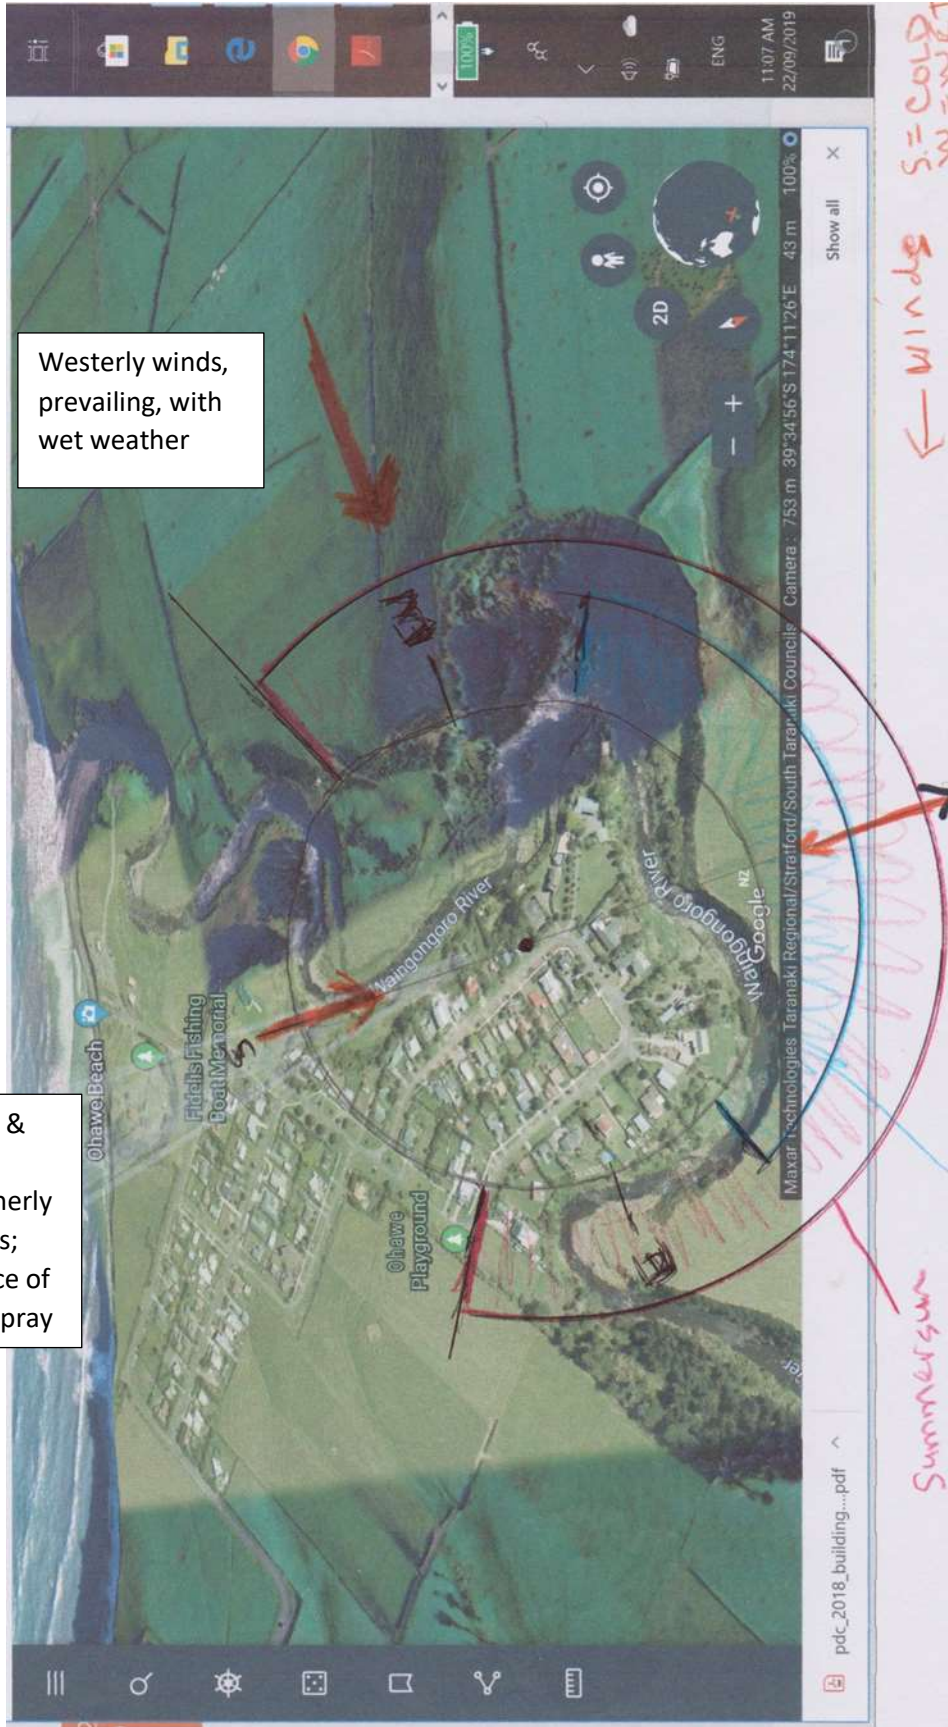 Westerly winds,
prevailing, with
wet weather
&
herly
s;
ce of
pray
100%
ENG
11:07 AM
22/09/2019
Ohawe Beach
Fidelis Fishing
Boat Memorial
S
W
E
Ohawe
Playground
Waingongoro River
Waingongoro River
Google
NZ
2D
Maxar Technologies Taranaki Regional/Stratford/South Taranaki Councils Camera: 753 m 39°34'56"S 174°11'26"E 43 m 100%
pdc_2018_building....pdf
Show all
← Winds S. = COLD
Summersun